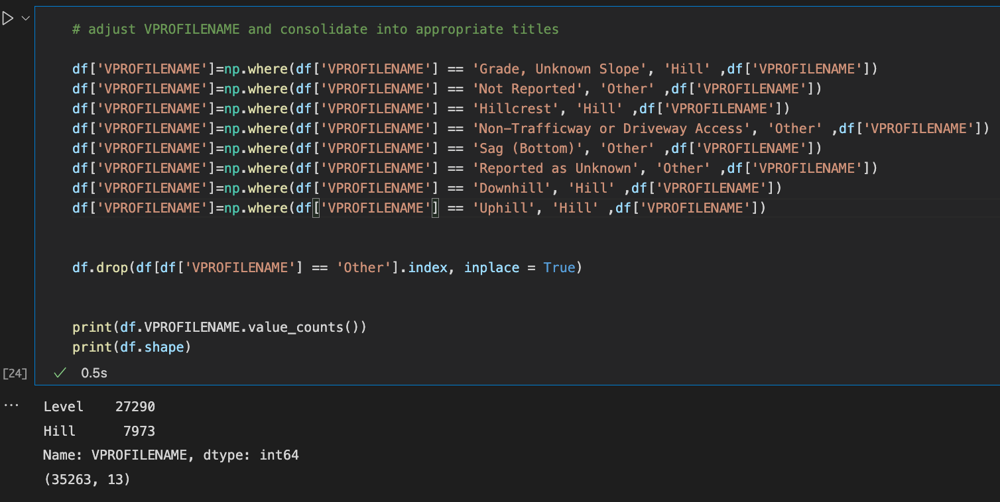 # adjust VPROFILENAME and consolidate into appropriate titles
df['VPROFILENAME']=np.where(df['VPROFILENAME'] == 'Grade, Unknown Slope', 'Hill' ,df['VPROFILENAME'])
df['VPROFILENAME']=np.where(df['VPROFILENAME'] == 'Not Reported', 'Other' ,df['VPROFILENAME'])
df['VPROFILENAME']=np.where(df['VPROFILENAME'] == 'Hillcrest', 'Hill' ,df['VPROFILENAME'])
df['VPROFILENAME']=np.where(df['VPROFILENAME'] == 'Non-Trafficway or Driveway Access', 'Other' ,df['VPROFILENAME'])
df['VPROFILENAME']=np.where(df['VPROFILENAME'] == 'Sag (Bottom)', 'Other' ,df['VPROFILENAME'])
df['VPROFILENAME']=np.where(df['VPROFILENAME'] == 'Reported as Unknown', 'Other' ,df['VPROFILENAME'])
df['VPROFILENAME']=np.where(df['VPROFILENAME'] == 'Downhill', 'Hill' ,df['VPROFILENAME'])
df['VPROFILENAME']=np.where(df['VPROFILENAME'] == 'Uphill', 'Hill' ,df['VPROFILENAME'])
df.drop(df[df['VPROFILENAME'] == 'Other'].index, inplace = True)
print(df.VPROFILENAME.value_counts())
print(df.shape)
[24] 0.5s
Level    27290
Hill      7973
Name: VPROFILENAME, dtype: int64
(35263, 13)